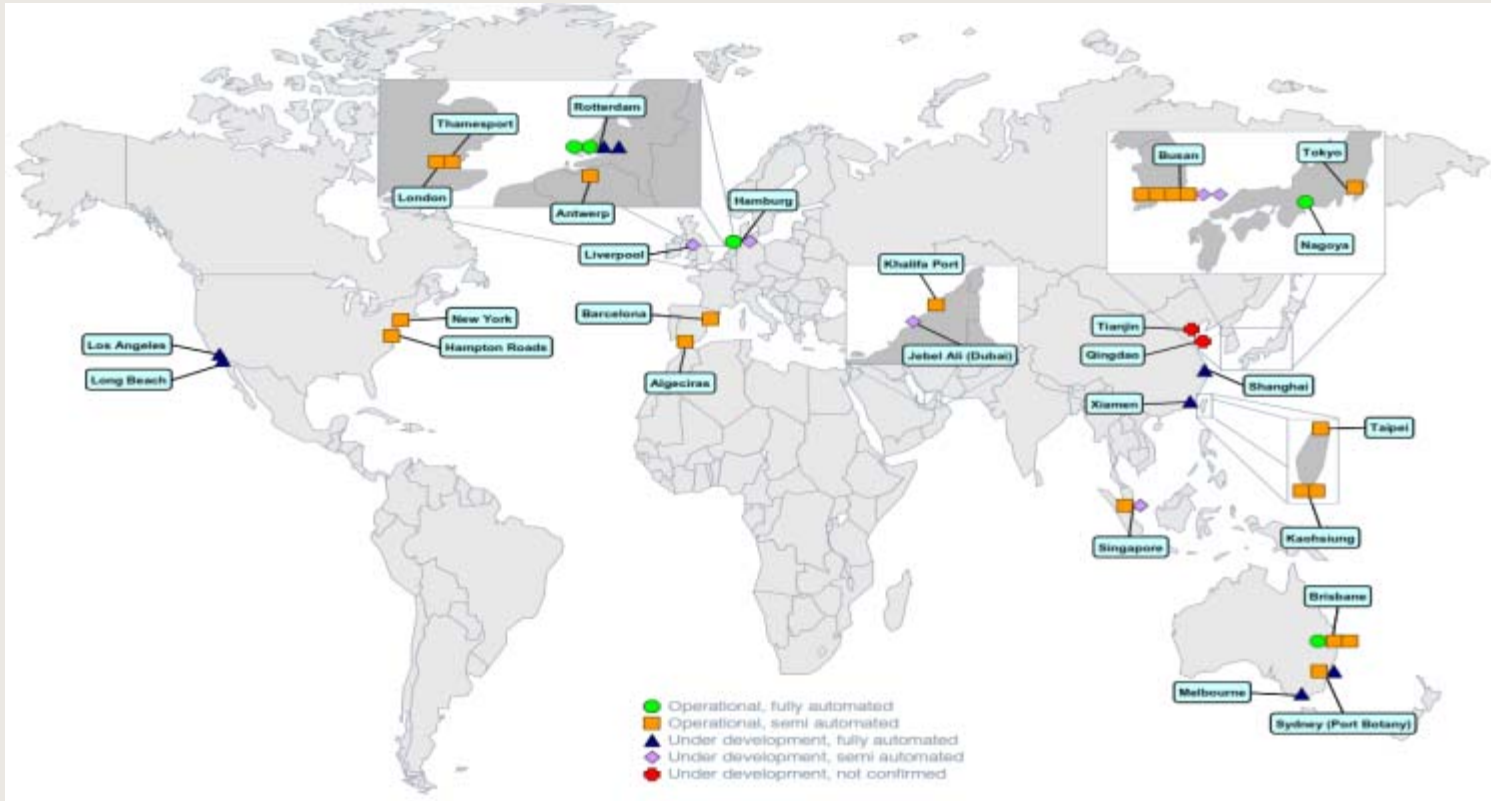 Rotterdam
Thamesport
London
Antwerp
Hamburg
Liverpool
Busan
Tokyo
Nagoya
Khalifa Port
Jebel Ali (Dubai)
New York
Hampton Roads
Los Angeles
Long Beach
Barcelona
Algeciras
Tianjin
Qingdao
Shanghai
Xiamen
Taipei
Kaohsiung
Singapore
Brisbane
Melbourne
Sydney (Port Botany)
Operational, fully automated
Operational, semi automated
Under development, fully automated
Under development, semi automated
Under development, not confirmed